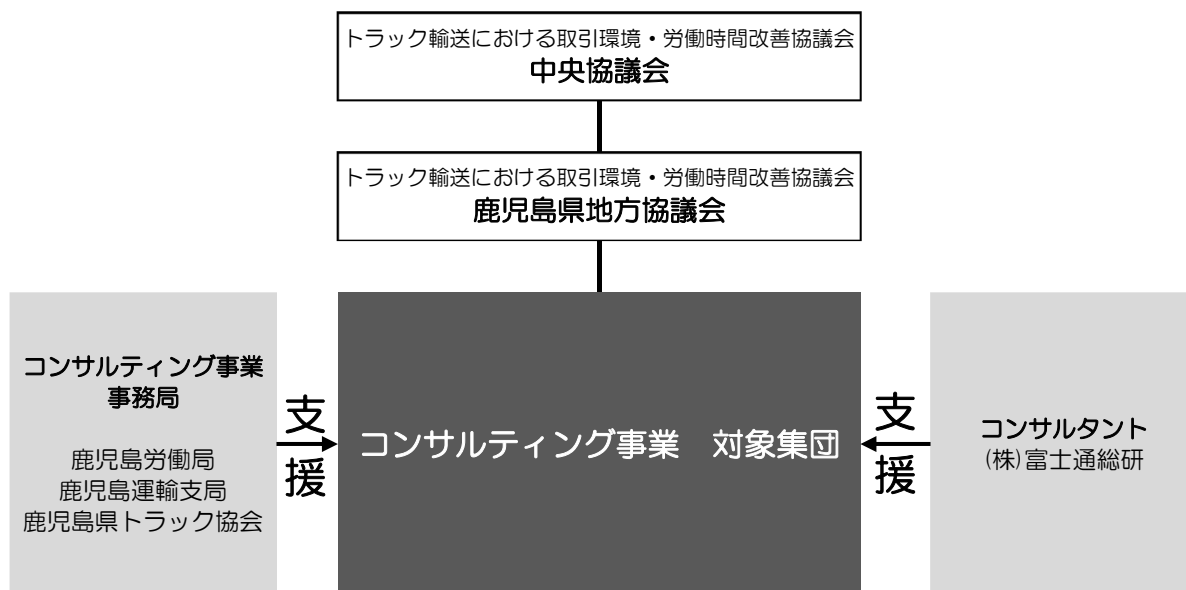 トラック輸送における取引環境・労働時間改善協議会
中央協議会
トラック輸送における取引環境・労働時間改善協議会
鹿児島県地方協議会
コンサルティング事業
事務局
鹿児島労働局
鹿児島運輸支局
鹿児島県トラック協会
支
援
コンサルティング事業　対象集団
支
援
コンサルタント
(株)富士通総研